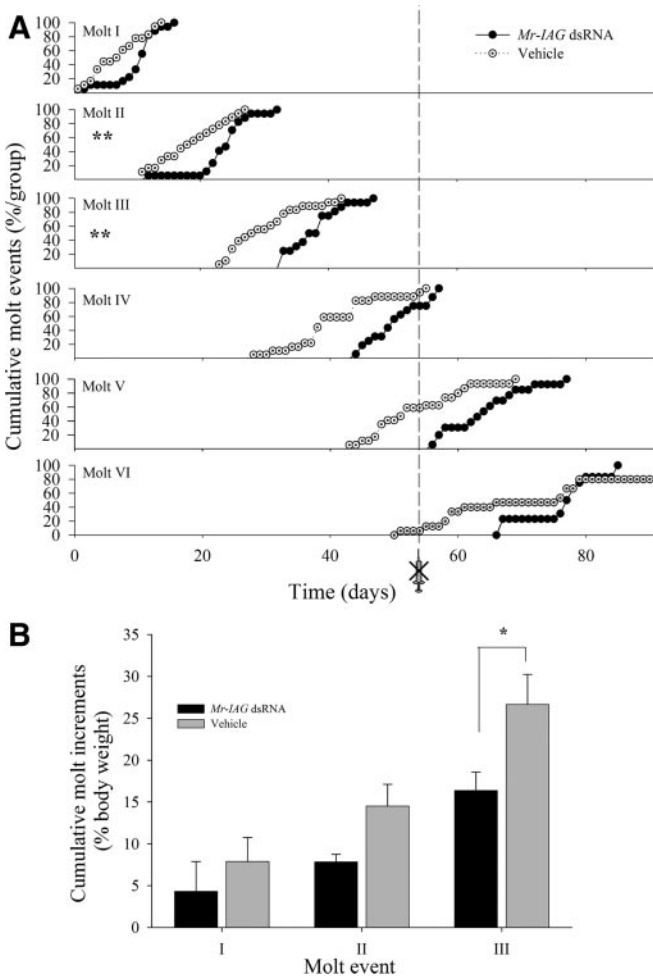 A
Mr-IAG dsRNA
Vehicle
Cumulative molt events (%/group)
Molt I
100
80
60
40
20
Molt II
**
100
80
60
40
20
Molt III
**
100
80
60
40
20
Molt IV
100
80
60
40
20
Molt V
100
80
60
40
20
Molt VI
100
80
60
40
20
0
0 20 40 60 80
Time (days)
B
Cumulative molt increments
(% body weight)
35
30
25
20
15
10
5
0
Mr-IAG dsRNA
Vehicle
*
I II III
Molt event